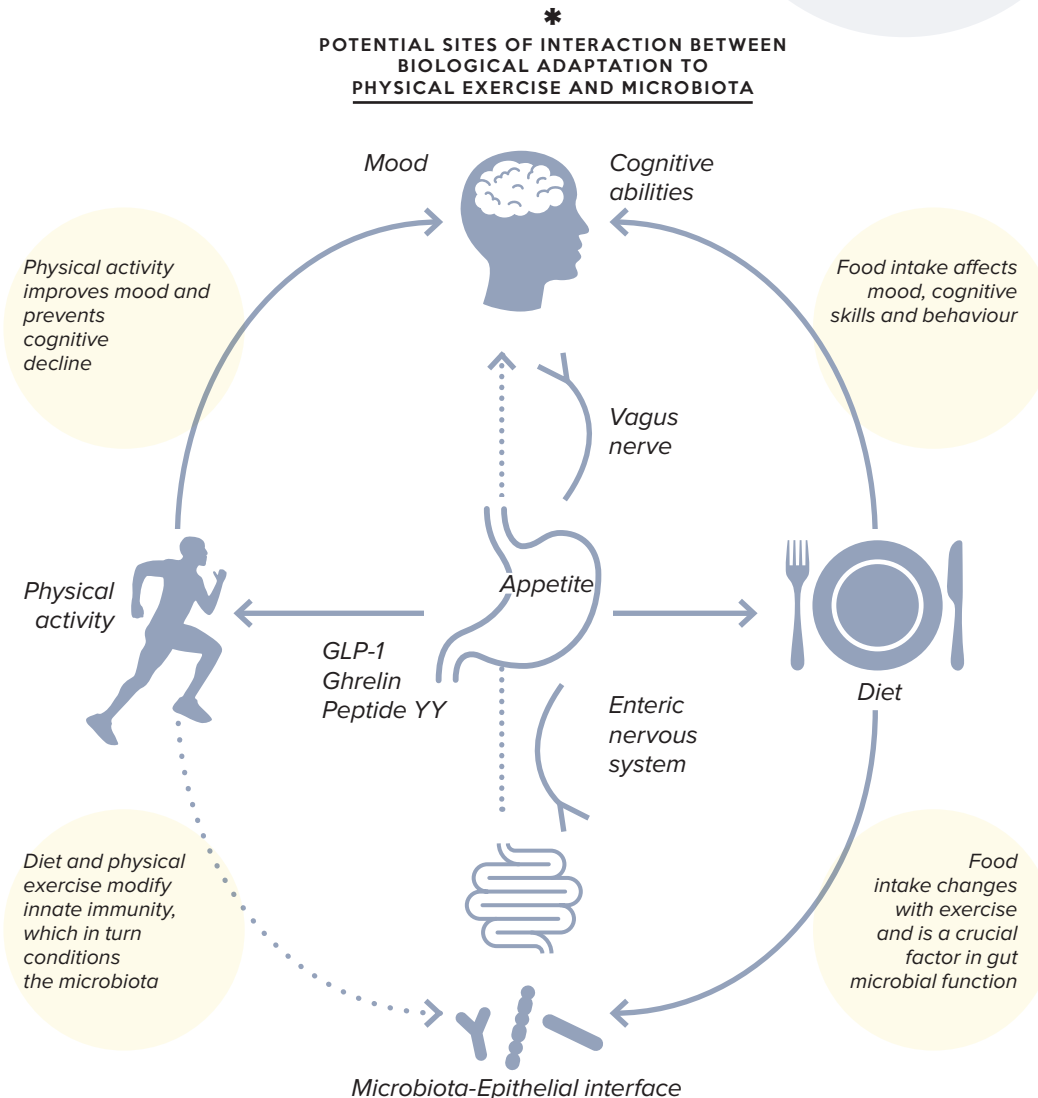 *
POTENTIAL SITES OF INTERACTION BETWEEN
BIOLOGICAL ADAPTATION TO
PHYSICAL EXERCISE AND MICROBIOTA
Mood
Cognitive
abilities
Physical activity
improves mood and
prevents
cognitive
decline
Food intake affects
mood, cognitive
skills and behaviour
Vagus
nerve
Physical
activity
Appetite
GLP-1
Ghrelin
Peptide YY
Diet
Enteric
nervous
system
Diet and physical
exercise modify
innate immunity,
which in turn
conditions
the microbiota
Food
intake changes
with exercise
and is a crucial
factor in gut
microbial function
Microbiota-Epithelial interface